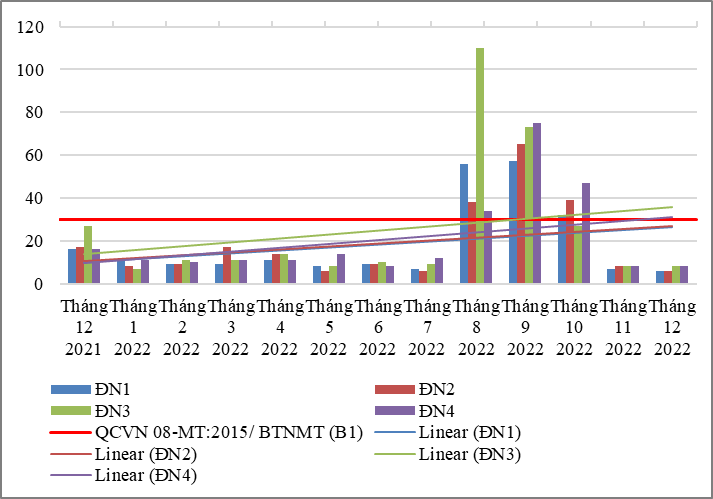 120
100
80
60
40
20
0
Tháng Tháng Tháng Tháng Tháng Tháng Tháng Tháng Tháng Tháng Tháng Tháng Tháng
12 1 2 3 4 5 6 7 8 9 10 11 12
2021 2022 2022 2022 2022 2022 2022 2022 2022 2022 2022 2022 2022
ĐN1 ĐN2
ĐN3 ĐN4
QCVN 08-MT:2015/ BTNMT (B1) Linear (ĐN1)
Linear (ĐN2) Linear (ĐN3)
Linear (ĐN4)